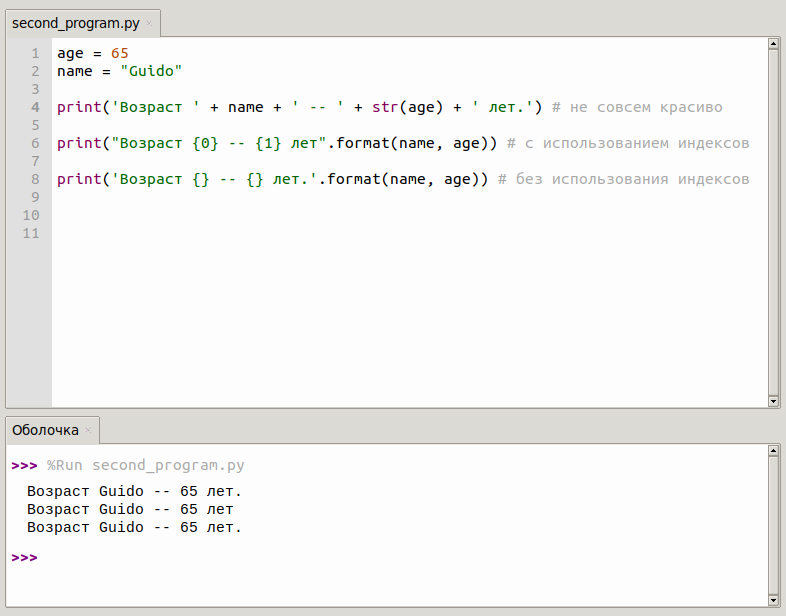 second_program.py ×
1 age = 65
2 name = "Guido"
3
4 print('Возраст ' + name + ' -- ' + str(age) + ' лет.') # не совсем красиво
5
6 print("Возраст {0} -- {1} лет".format(name, age)) # с использованием индексов
7
8 print('Возраст {} -- {} лет.'.format(name, age)) # без использования индексов
9
10
11
Оболочка ×
>>> %Run second_program.py
Возраст Guido -- 65 лет.
Возраст Guido -- 65 лет
Возраст Guido -- 65 лет.
>>>